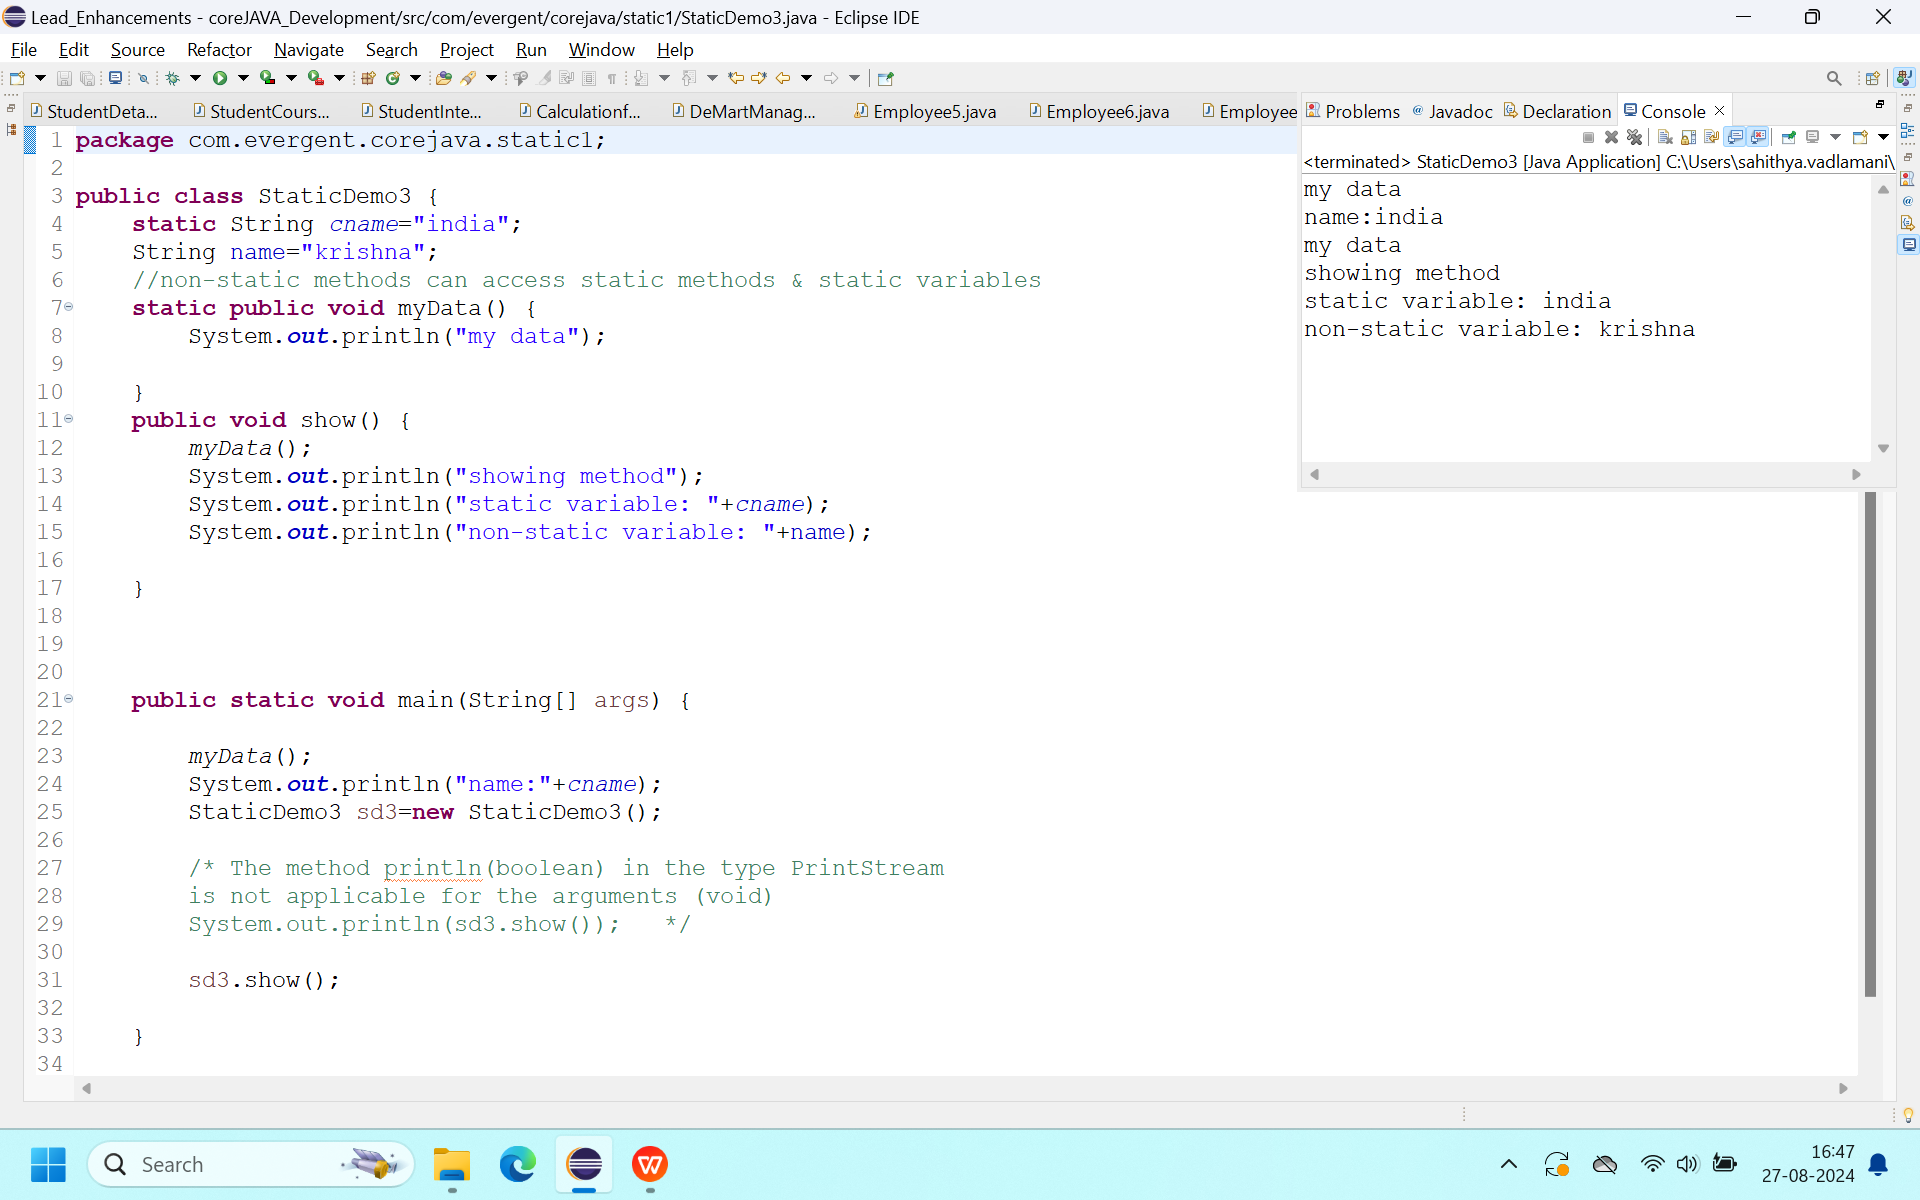 Lead_Enhancements - coreJAVA_Development/src/com/evergent/corejava/static1/StaticDemo3.java - Eclipse IDE
File Edit Source Refactor Navigate Search Project Run Window Help
StudentDeta... StudentCours... StudentInte... Calculationf... DeMartManag... Employee5.java Employee6.java Employee
1 package com.evergent.corejava.static1;
2
3 public class StaticDemo3 {
4 static String cname="india";
5 String name="krishna";
6 //non-static methods can access static methods & static variables
7 static public void myData() {
8 System.out.println("my data");
9
10 }
11 public void show() {
12 myData();
13 System.out.println("showing method");
14 System.out.println("static variable: "+cname);
15 System.out.println("non-static variable: "+name);
16
17 }
18
19
20
21 public static void main(String[] args) {
22
23 myData();
24 System.out.println("name:"+cname);
25 StaticDemo3 sd3=new StaticDemo3();
26
27 /* The method println(boolean) in the type PrintStream
28 is not applicable for the arguments (void)
29 System.out.println(sd3.show()); */
30
31 sd3.show();
32
33 }
34
Problems @ Javadoc Declaration Console
<terminated> StaticDemo3 [Java Application] C:\Users\sahithya.vadlamani\
my data
name:india
my data
showing method
static variable: india
non-static variable: krishna
Search
16:47
27-08-2024